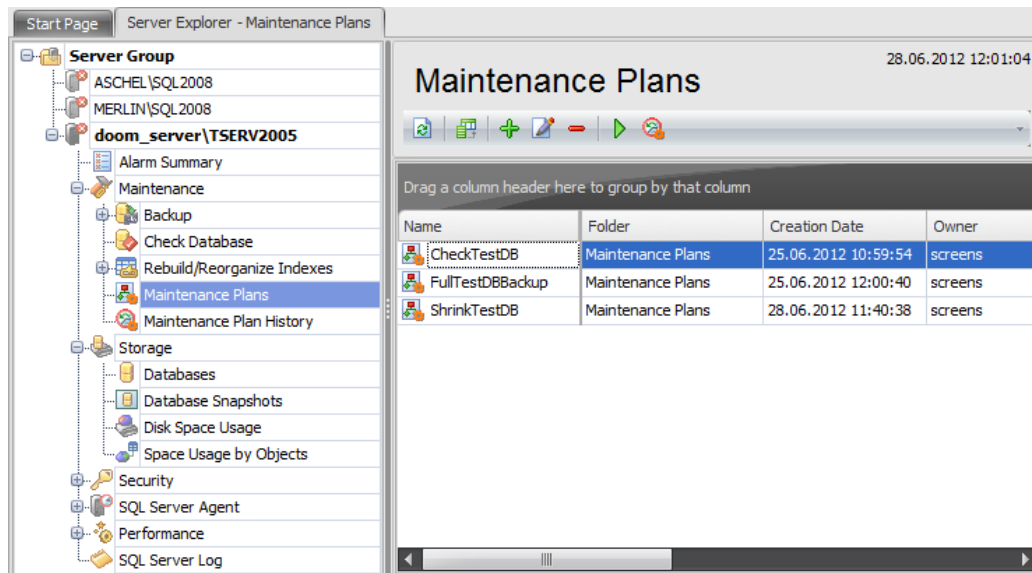 Start Page
Server Explorer - Maintenance Plans
Server Group
ASCHEL\SQL2008
MERLIN\SQL2008
doom_server\TSERV2005
Alarm Summary
Maintenance
Backup
Check Database
Rebuild/Reorganize Indexes
Maintenance Plans
Maintenance Plan History
Storage
Databases
Database Snapshots
Disk Space Usage
Space Usage by Objects
Security
SQL Server Agent
Performance
SQL Server Log
28.06.2012 12:01:04
Maintenance Plans
Drag a column header here to group by that column
Name Folder Creation Date Owner
CheckTestDB Maintenance Plans 25.06.2012 10:59:54 screens
FullTestDBBackup Maintenance Plans 25.06.2012 12:00:40 screens
ShrinkTestDB Maintenance Plans 28.06.2012 11:40:38 screens